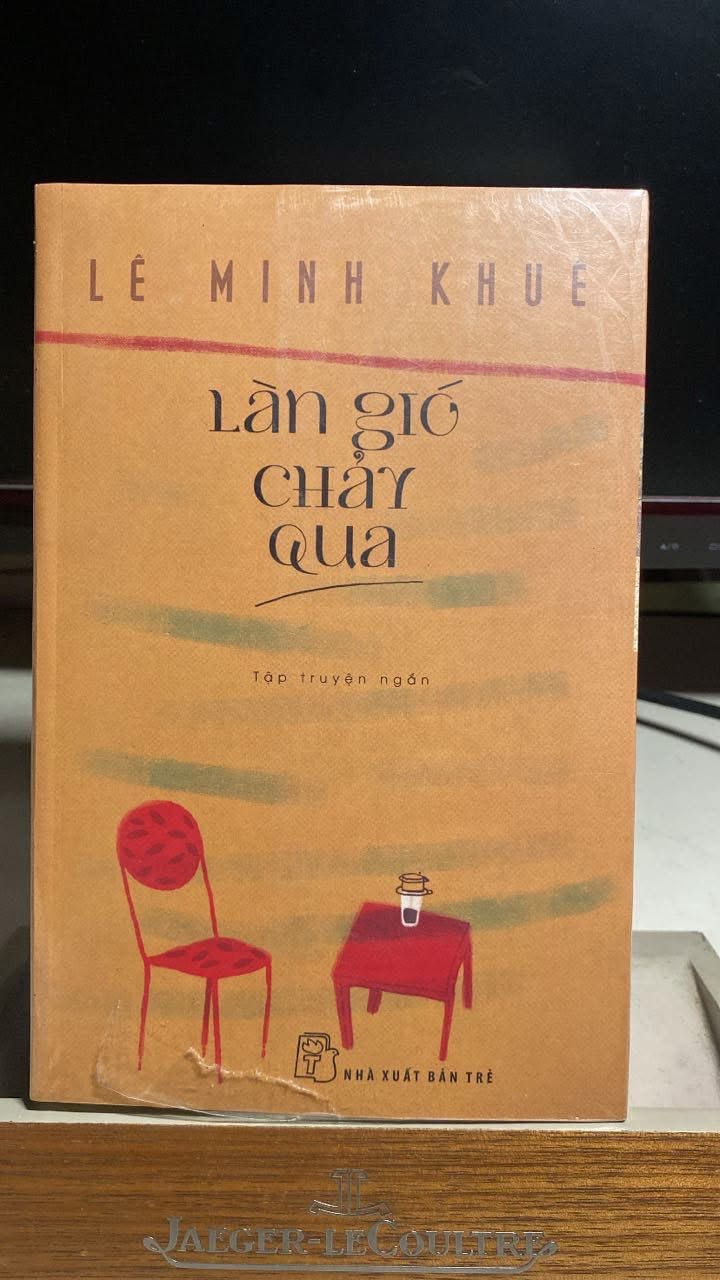 LÊ MINH KHUÊ
Làn gió
chảy
qua
Tập truyện ngắn
T
NHÀ XUẤT BẢN TRẺ
JAEGER-LECOULTRE